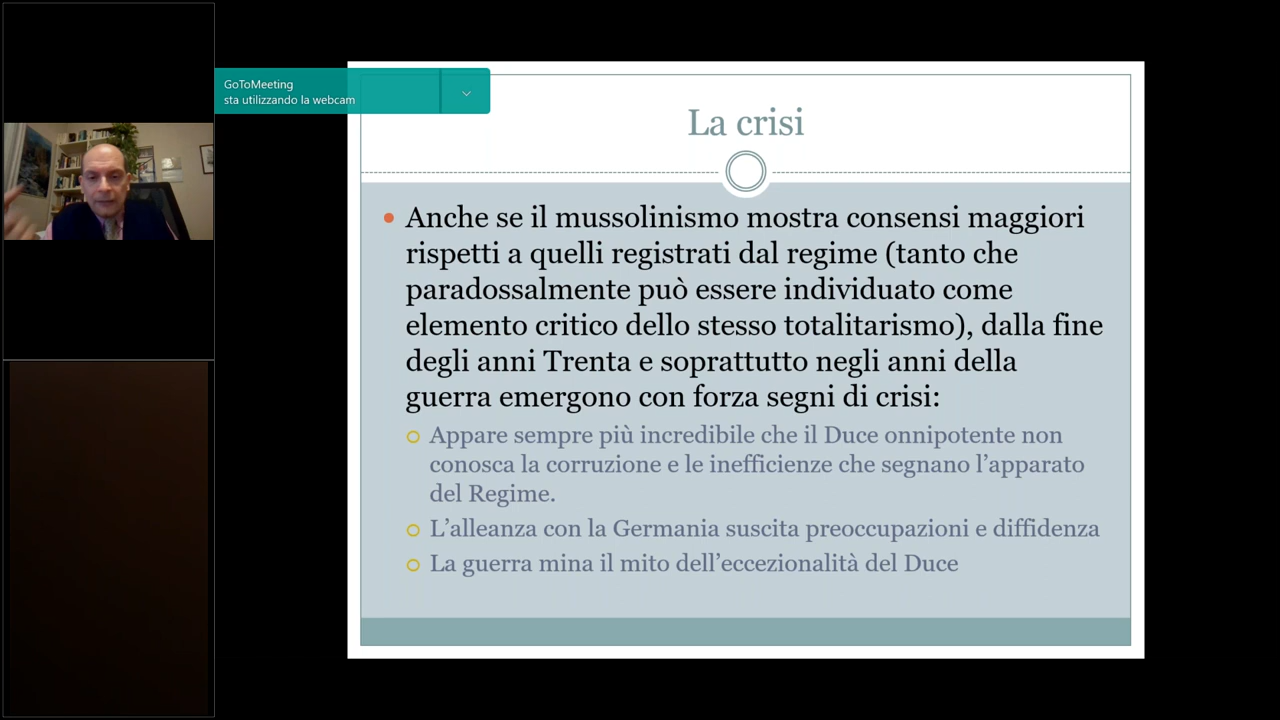 GoToMeeting
sta utilizzando la webcam
La crisi
Anche se il mussolinismo mostra consensi maggiori
rispetti a quelli registrati dal regime (tanto che
paradossalmente può essere individuato come
elemento critico dello stesso totalitarismo), dalla fine
degli anni Trenta e soprattutto negli anni della
guerra emergono con forza segni di crisi:
Appare sempre più incredibile che il Duce onnipotente non
conosca la corruzione e le inefficienze che segnano l'apparato
del Regime.
L'alleanza con la Germania suscita preoccupazioni e diffidenza
La guerra mina il mito dell'eccezionalità del Duce